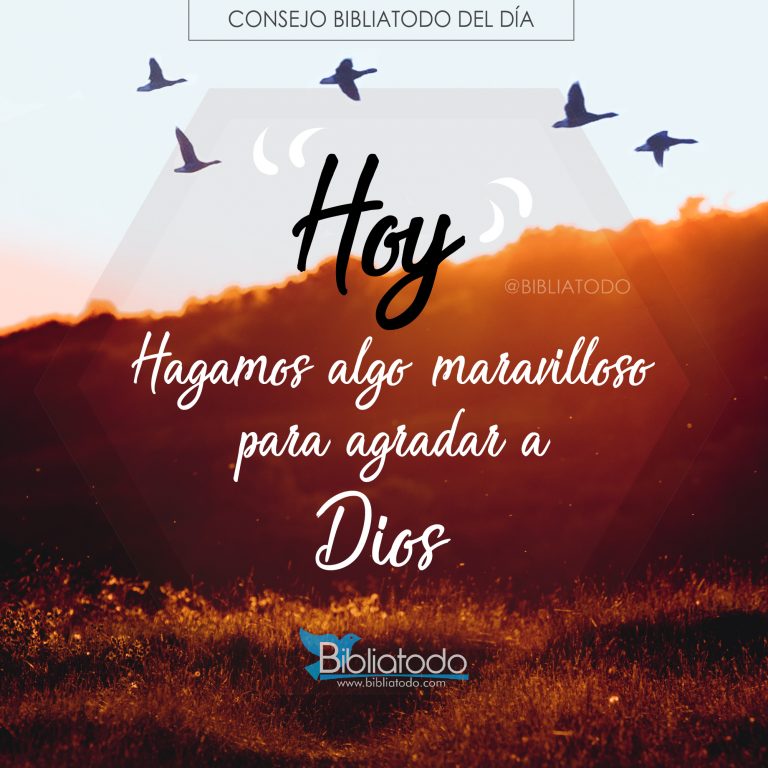 CONSEJO BIBLIATODO DEL DÍA
Hoy
@BIBLIATODO
Hagamos algo maravilloso
para agradar a
Dios
Bibliatodo
www.bibliatodo.com